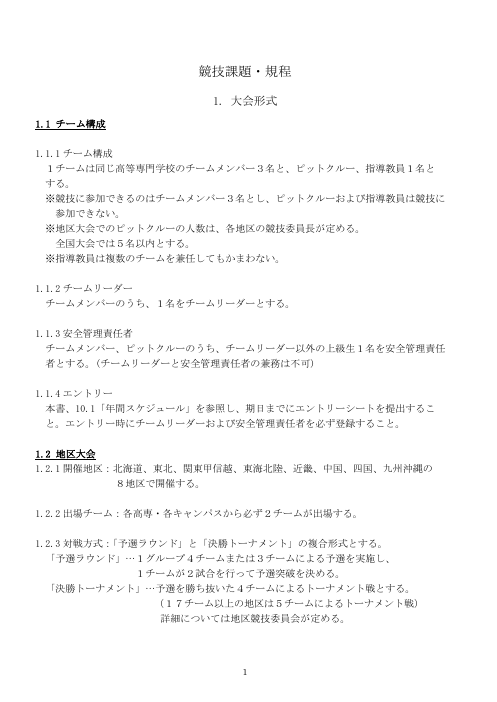 競技課題・規程
1. 大会形式
1.1 チーム構成
1.1.1チーム構成
１チームは同じ高等専門学校のチームメンバー３名と、ピットクルー、指導教員１名と
する。
※競技に参加できるのはチームメンバー３名とし、ピットクルーおよび指導教員は競技に
参加できない。
※地区大会でのピットクルーの人数は、各地区の競技委員長が定める。
全国大会では５名以内とする。
※指導教員は複数のチームを兼任してもかまわない。
1.1.2チームリーダー
チームメンバーのうち、１名をチームリーダーとする。
1.1.3安全管理責任者
チームメンバー、ピットクルーのうち、チームリーダー以外の上級生１名を安全管理責任
者とする。(チームリーダーと安全管理責任者の兼務は不可)
1.1.4エントリー
本書、10.1「年間スケジュール」を参照し、期日までにエントリーシートを提出するこ
と。エントリー時にチームリーダーおよび安全管理責任者を必ず登録すること。
1.2 地区大会
1.2.1開催地区：北海道、東北、関東甲信越、東海北陸、近畿、中国、四国、九州沖縄の
８地区で開催する。
1.2.2出場チーム：各高専・各キャンパスから必ず２チームが出場する。
1.2.3対戦方式：「予選ラウンド」と「決勝トーナメント」の複合形式とする。
「予選ラウンド」…１グループ４チームまたは３チームによる予選を実施し、
１チームが２試合を行って予選突破を決める。
「決勝トーナメント」…予選を勝ち抜いた４チームによるトーナメント戦とする。
(１７チーム以上の地区は５チームによるトーナメント戦)
詳細については地区競技委員会が定める。
1